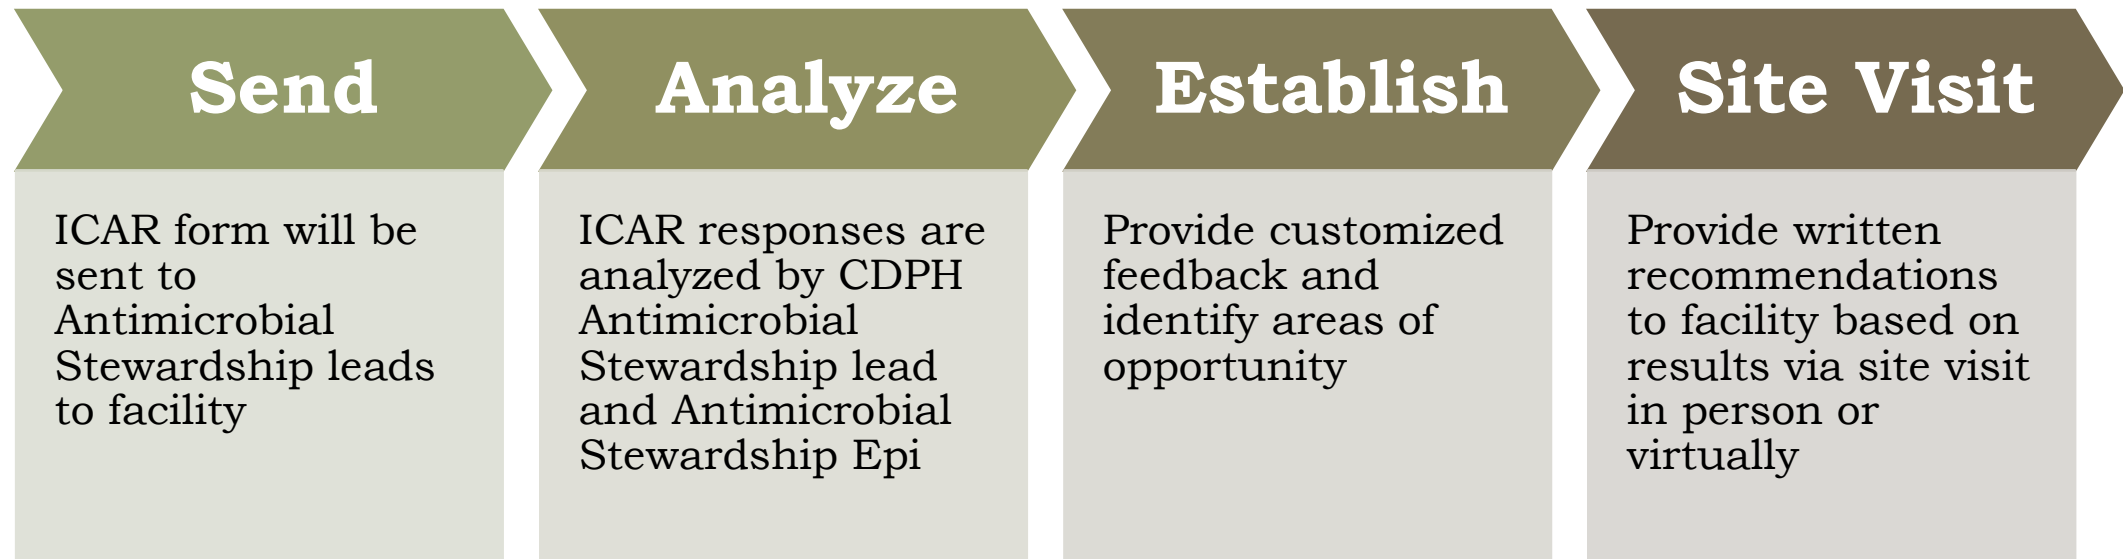 Send
ICAR form will be
sent to
Antimicrobial
Stewardship leads
to facility
Analyze
ICAR responses are
analyzed by CDPH
Antimicrobial
Stewardship lead
and Antimicrobial
Stewardship Epi
Establish
Provide customized
feedback and
identify areas of
opportunity
Site Visit
Provide written
recommendations
to facility based on
results via site visit
in person or
virtually